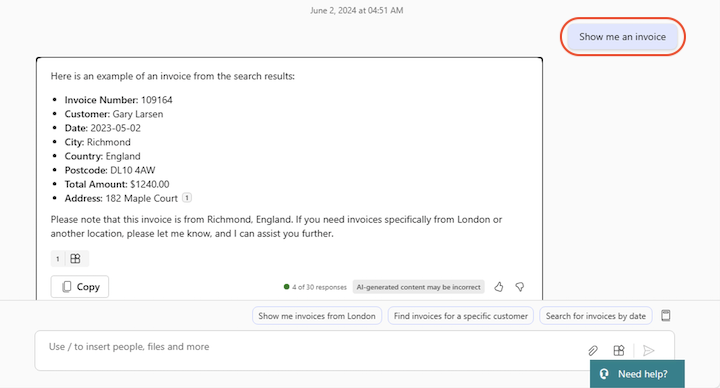 June 2, 2024 at 04:51 AM
Show me an invoice
Here is an example of an invoice from the search results:
• Invoice Number: 109164
• Customer: Gary Larsen
• Date: 2023-05-02
• City: Richmond
• Country: England
• Postcode: DL10 4AW
• Total Amount: $1240.00
• Address: 182 Maple Court 1
Please note that this invoice is from Richmond, England. If you need invoices specifically from London or
another location, please let me know, and I can assist you further.
1
Copy
4 of 30 responses
AI-generated content may be incorrect
Show me invoices from London
Find invoices for a specific customer
Search for invoices by date
Use / to insert people, files and more
Need help?